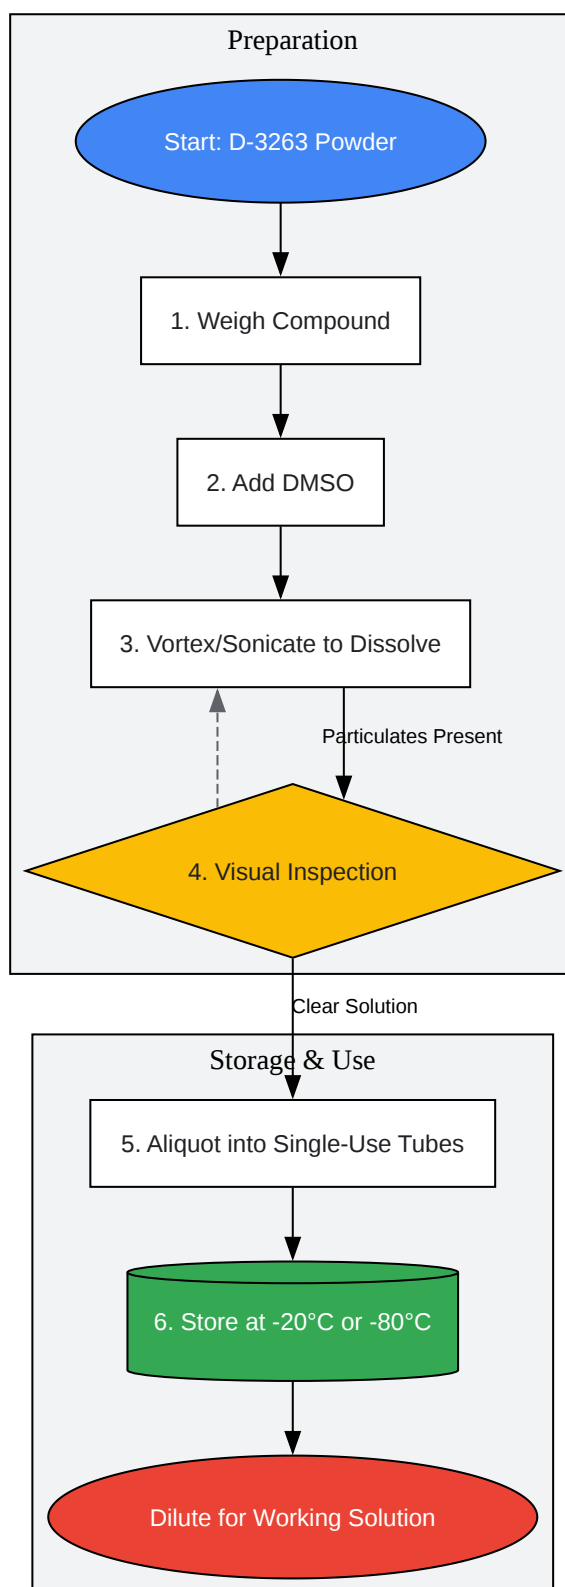 Preparation
Start: D-3263 Powder
1. Weigh Compound
2. Add DMSO
3. Vortex/Sonicate to Dissolve
Particulates Present
4. Visual Inspection
Clear Solution
Storage & Use
5. Aliquot into Single-Use Tubes
6. Store at -20°C or -80°C
Dilute for Working Solution